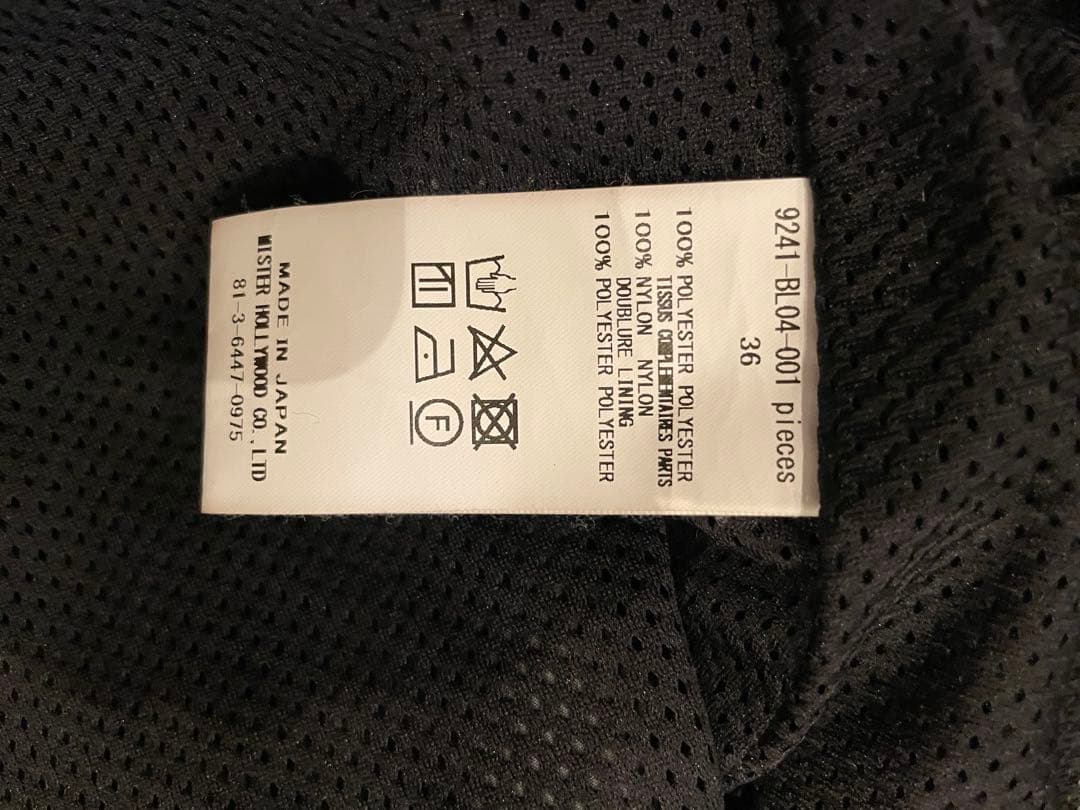 9241-BL04-001 pieces
36
100% POLYESTER POLYESTER
TISSUS COMPLEMENTAIRES PARTS
100% NYLON NYLON
DOUBLURE LINING
100% POLYESTER POLYESTER
F
MADE IN JAPAN
MISTER HOLLYWOOD CO.,LTD
81-3-6447-0975